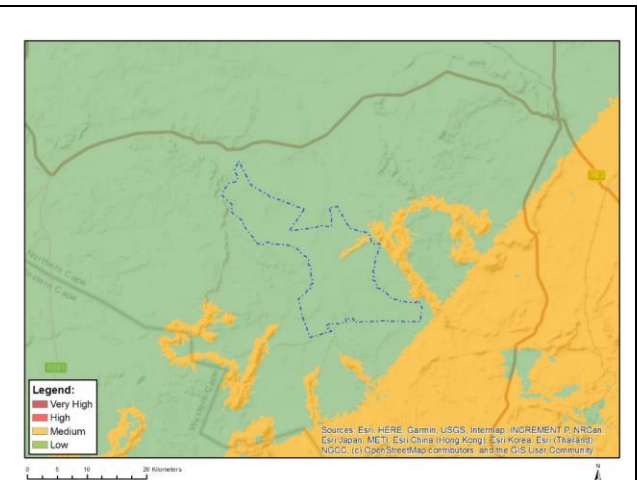 Northern Cape
Western Cape
Western Cape
Legend:
Very High
High
Medium
Low
Sources: Esri, HERE, Garmin, USGS, Intermap, INCREMENT P, NRCan,
Esri Japan, METI, Esri China (Hong Kong), Esri Korea, Esri (Thailand),
NGCC, (c) OpenStreetMap contributors, and the GIS User Community
0 5 10 20 Kilometers
N